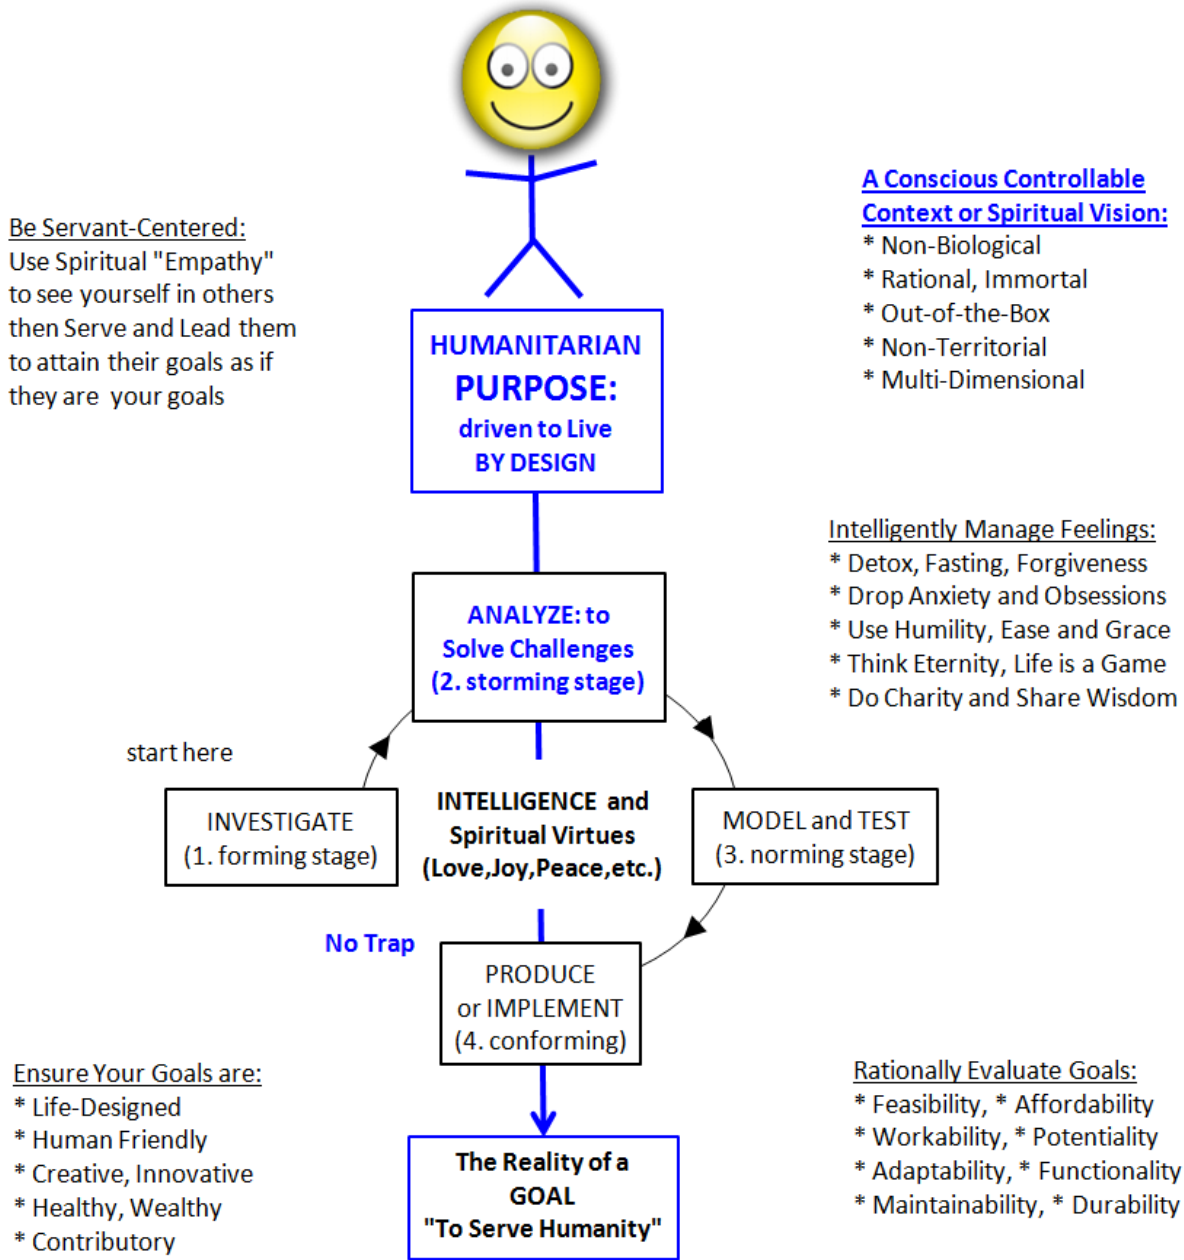 Be Servant-Centered:
Use Spiritual "Empathy"
to see yourself in others
then Serve and Lead them
to attain their goals as if
they are  your goals
A Conscious Controllable
Context or Spiritual Vision:
* Non-Biological
* Rational, Immortal
* Out-of-the-Box
* Non-Territorial
* Multi-Dimensional
HUMANITARIAN
PURPOSE:
driven to Live
BY DESIGN
Intelligently Manage Feelings:
* Detox, Fasting, Forgiveness
* Drop Anxiety and Obsessions
* Use Humility, Ease and Grace
* Think Eternity, Life is a Game
* Do Charity and Share Wisdom
ANALYZE: to
Solve Challenges
(2. storming stage)
start here
INVESTIGATE
(1. forming stage)
INTELLIGENCE and
Spiritual Virtues
(Love,Joy,Peace,etc.)
MODEL and TEST
(3. norming stage)
No Trap
PRODUCE
or IMPLEMENT
(4. conforming)
Ensure Your Goals are:
* Life-Designed
* Human Friendly
* Creative, Innovative
* Healthy, Wealthy
* Contributory
The Reality of a
GOAL
"To Serve Humanity"
Rationally Evaluate Goals:
* Feasibility, * Affordability
* Workability, * Potentiality
* Adaptability, * Functionality
* Maintainability, * Durability